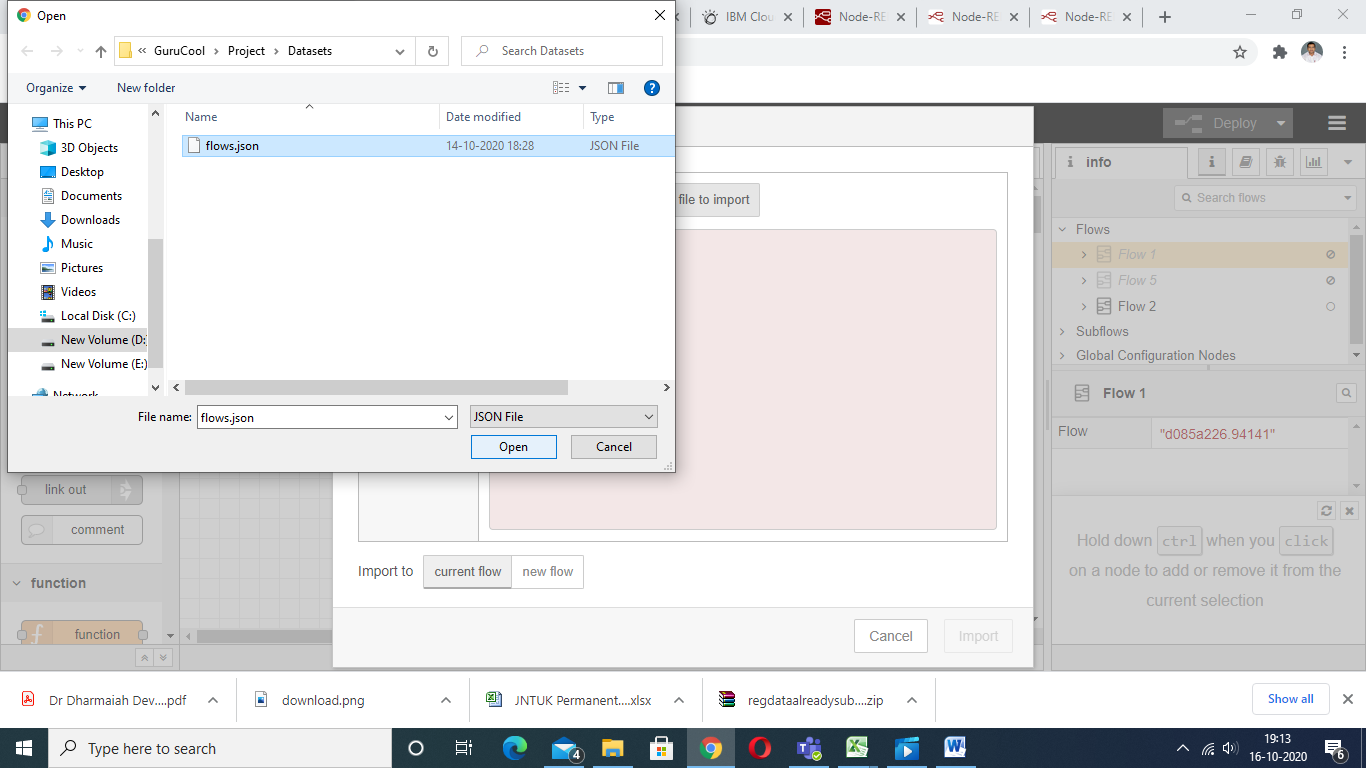 Open
IBM Clou
Node-RE
Node-RE
Node-RE
« GuruCool › Project › Datasets
Search Datasets
Organize
New folder
Name
Date modified
Type
flows.json
14-10-2020 18:28
JSON File
This PC
3D Objects
Desktop
Documents
Downloads
Music
Pictures
Videos
Local Disk (C:)
New Volume (D:
New Volume (E:)
Network
File name:
flows.json
JSON File
Open
Cancel
Deploy
info
Search flows
file to import
Flows
Flow 1
Flow 5
Flow 2
Subflows
Global Configuration Nodes
Flow 1
Flow
"d085a226.94141"
link out
comment
function
function
Hold down ctrl when you click
on a node to add or remove it from the
current selection
Import to
current flow
new flow
Cancel
Import
Dr Dharmaiah Dev....pdf
download.png
JNTUK Permanent....xlsx
regdataalreadysub....zip
Show all
Type here to search
4
19:13
16-10-2020
6